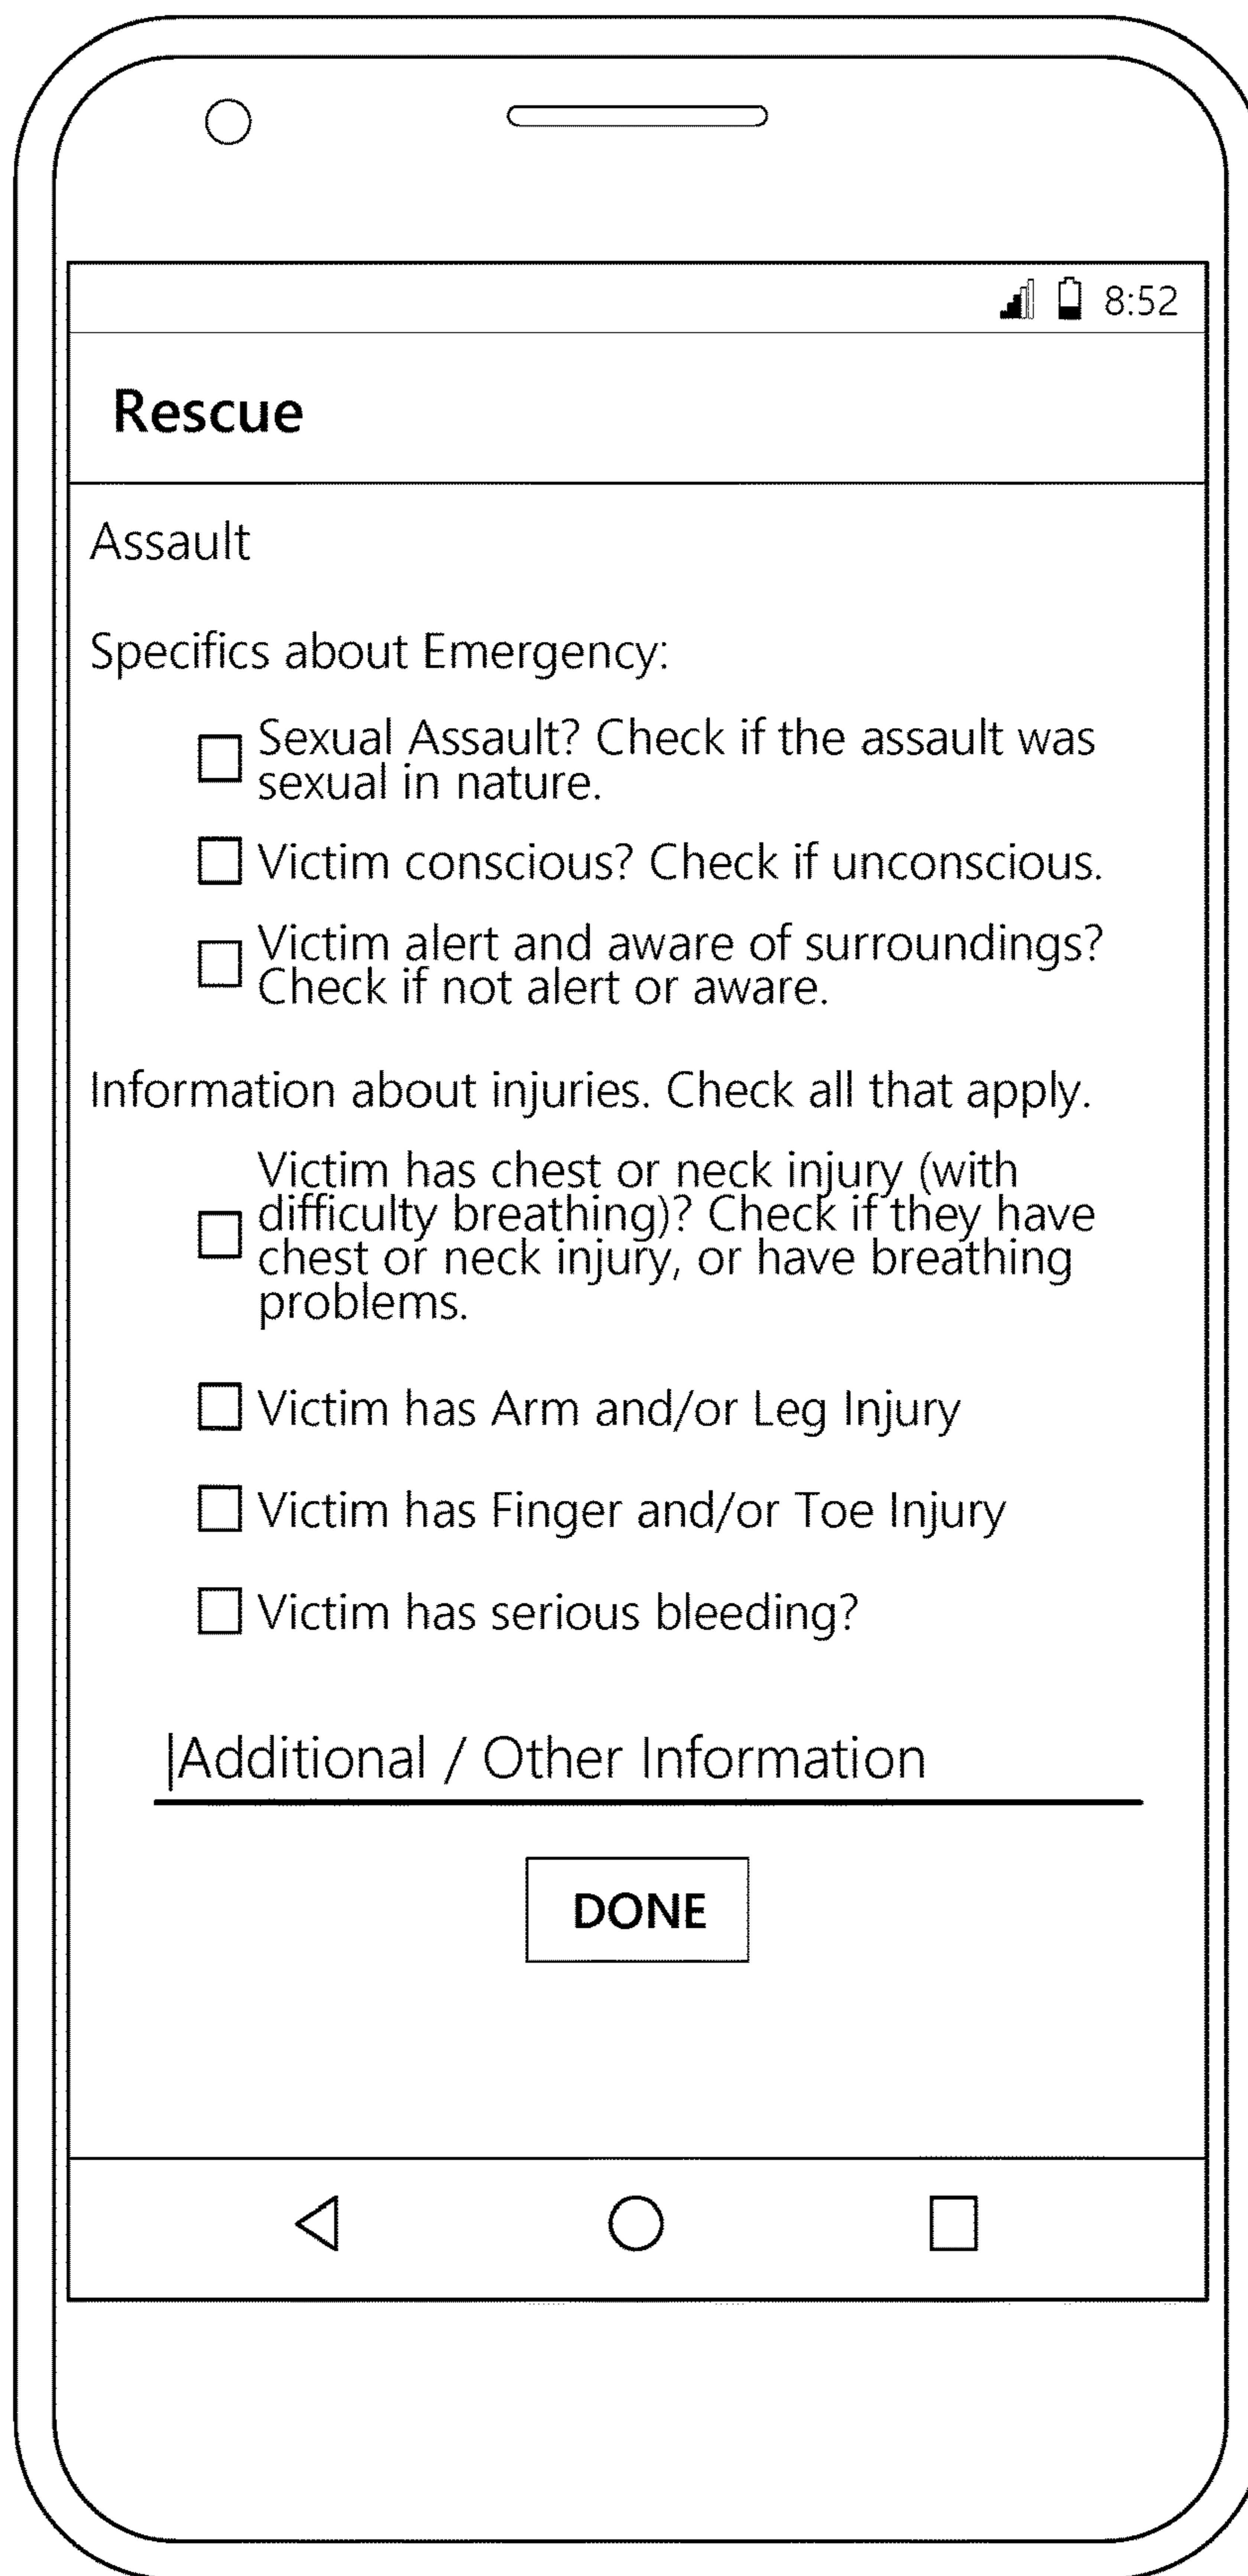 8:52
Rescue
Assault
Specifics about Emergency:
Sexual Assault? Check if the assault was
sexual in nature.
Victim conscious? Check if unconscious.
Victim alert and aware of surroundings?
Check if not alert or aware.
Information about injuries. Check all that apply.
Victim has chest or neck injury (with
difficulty breathing)? Check if they have
chest or neck injury, or have breathing
problems.
Victim has Arm and/or Leg Injury
Victim has Finger and/or Toe Injury
Victim has serious bleeding?
Additional / Other Information
DONE